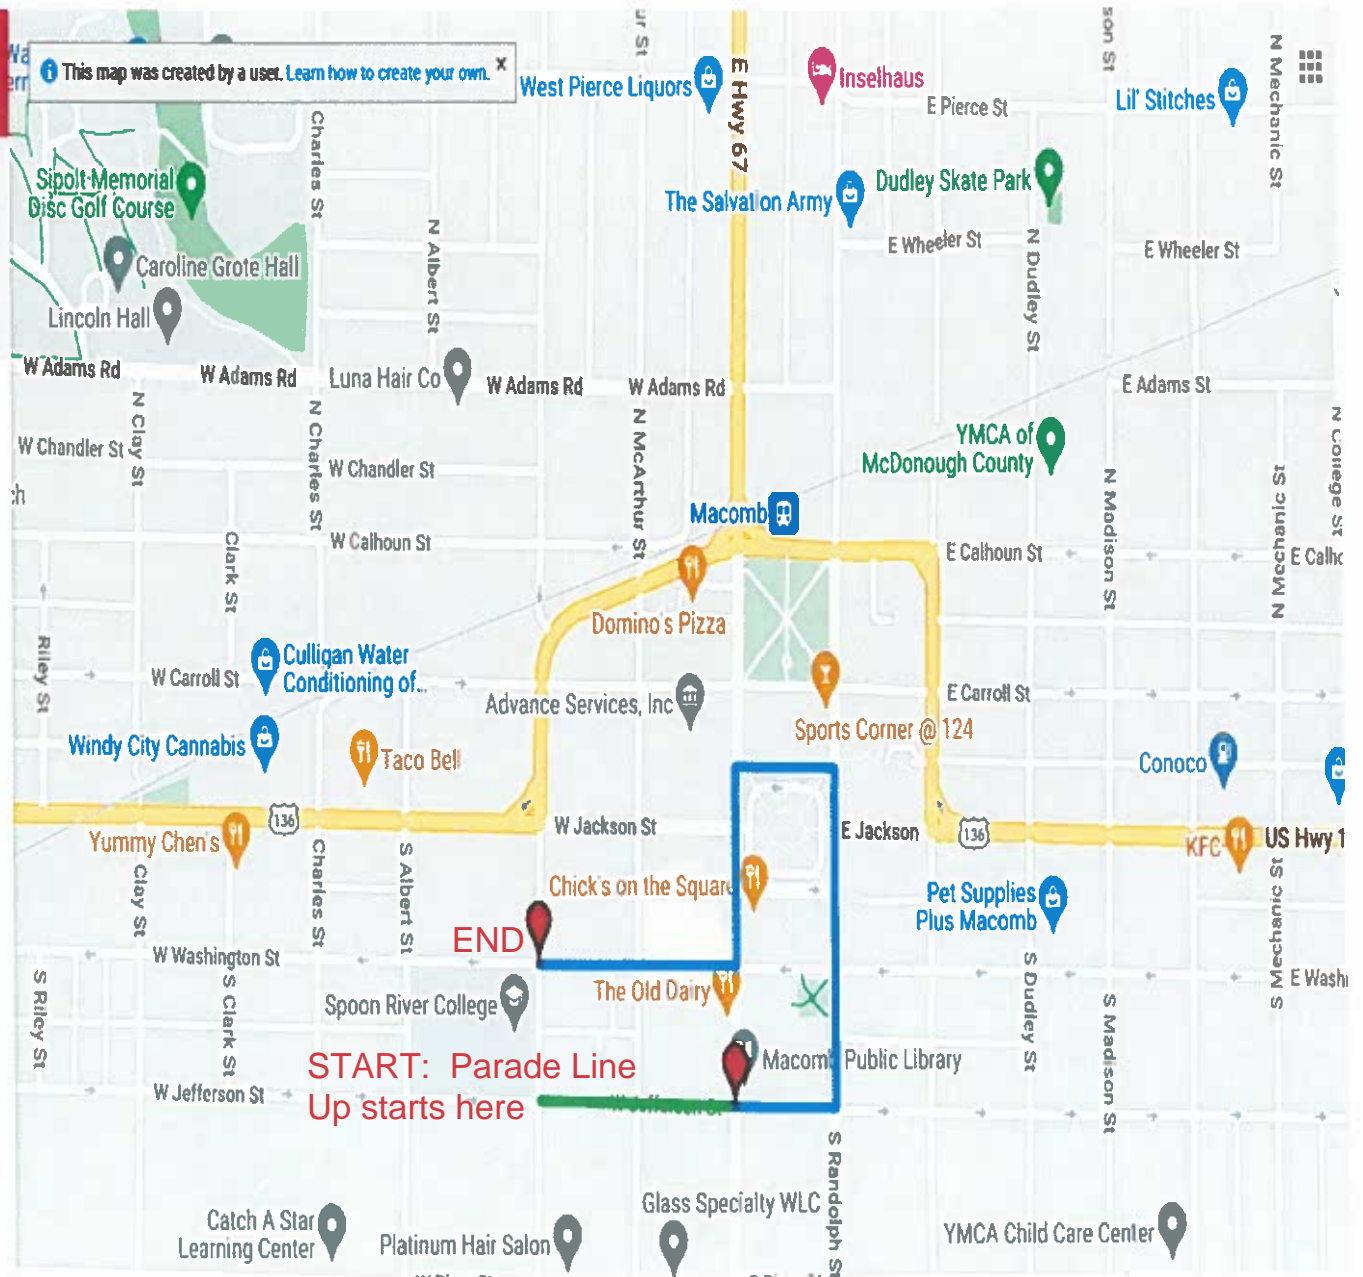 This map was created by a user. Learn how to create your own. x
West Pierce Liquors
E Hwy 67
Inselhaus
E Pierce St
Lil' Stitches
N Mechanic St
son St
ur St
Charles St
Sipolt Memorial
Disc Golf Course
The Salvation Army
Dudley Skate Park
N Albert St
E Wheeler St
E Wheeler St
N Dudley St
Caroline Grote Hall
Lincoln Hall
W Adams Rd
W Adams Rd
Luna Hair Co
W Adams Rd
W Adams Rd
E Adams St
N Clay St
N Charles St
N McArthur St
N College St
W Chandler St
W Chandler St
YMCA of
McDonough County
N Madison St
N Mechanic St
ch
Macomb
Clark St
W Calhoun St
E Calhoun St
E Calho
Domino's Pizza
Riley St
Culligan Water
Conditioning of...
W Carroll St
Advance Services, Inc
E Carroll St
Sports Corner @ 124
Windy City Cannabis
Taco Bell
Conoco
136
Yummy Chen's
W Jackson St
E Jackson
136
KFC
US Hwy 1
Clay St
Charles St
S Albert St
Chick's on the Square
Pet Supplies
Plus Macomb
S Mechanic St
END
W Washington St
E Washi
S Riley St
S Clark St
Spoon River College
The Old Dairy
S Dudley St
S Madison St
START: Parade Line
Up starts here
Macomb Public Library
W Jefferson St
W Jefferson St
S Randolph St
Glass Specialty WLC
Catch A Star
Learning Center
Platinum Hair Salon
YMCA Child Care Center